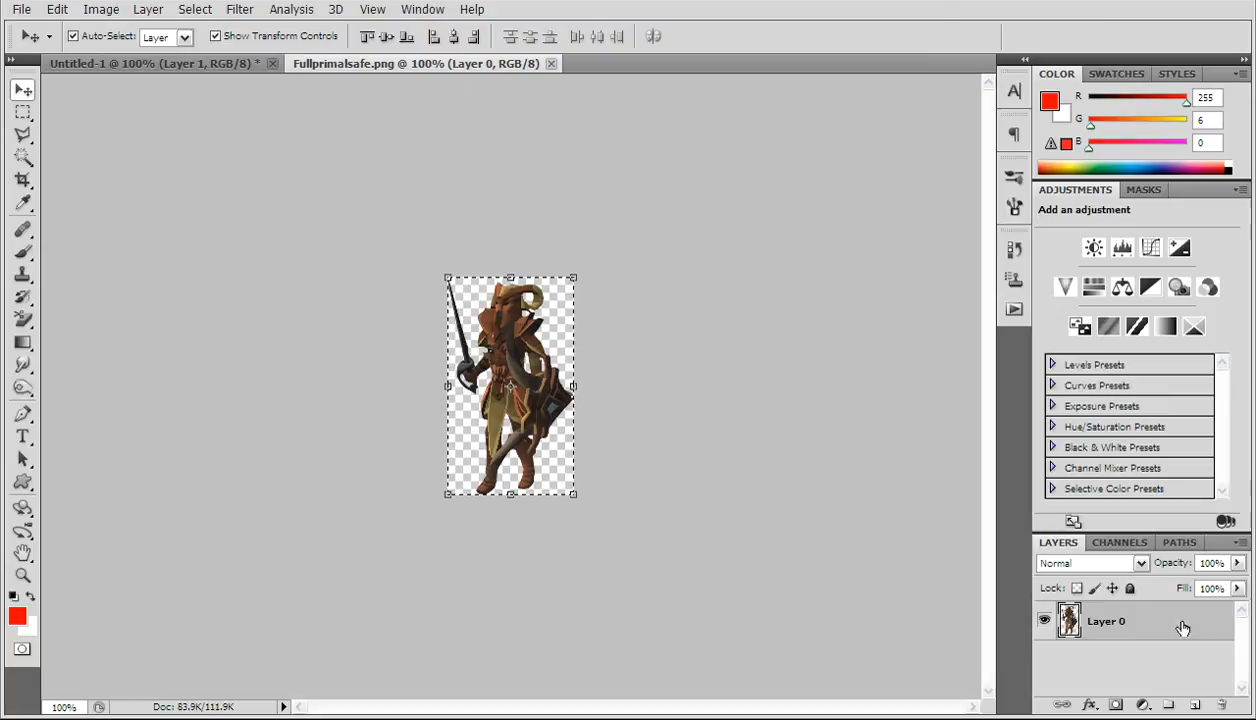 File Edit Image Layer Select Filter Analysis 3D View Window Help
Auto-Select: Layer Show Transform Controls
Untitled-1 @ 100% (Layer 1, RGB/8) * Fullprimalsafe.png @ 100% (Layer 0, RGB/8)
COLOR SWATCHES STYLES
R 255
G 6
B 0
ADJUSTMENTS MASKS
Add an adjustment
Levels Presets
Curves Presets
Exposure Presets
Hue/Saturation Presets
Black & White Presets
Channel Mixer Presets
Selective Color Presets
LAYERS CHANNELS PATHS
Normal Opacity: 100%
Lock: Fill: 100%
Layer 0
100% Doc: 83.9K/111.9K